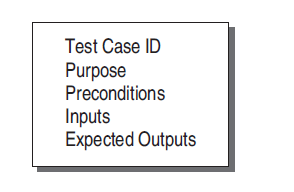 Test Case ID
Purpose
Preconditions
Inputs
Expected Outputs